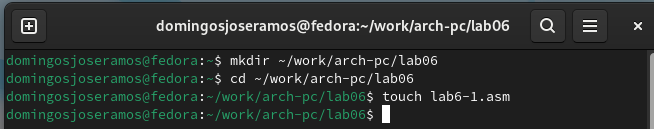 domingosjoseramos@fedora:~/work/arch-pc/lab06
domingosjoseramos@fedora:~$ mkdir ~/work/arch-pc/lab06
domingosjoseramos@fedora:~$ cd ~/work/arch-pc/lab06
domingosjoseramos@fedora:~/work/arch-pc/lab06$ touch lab6-1.asm
domingosjoseramos@fedora:~/work/arch-pc/lab06$